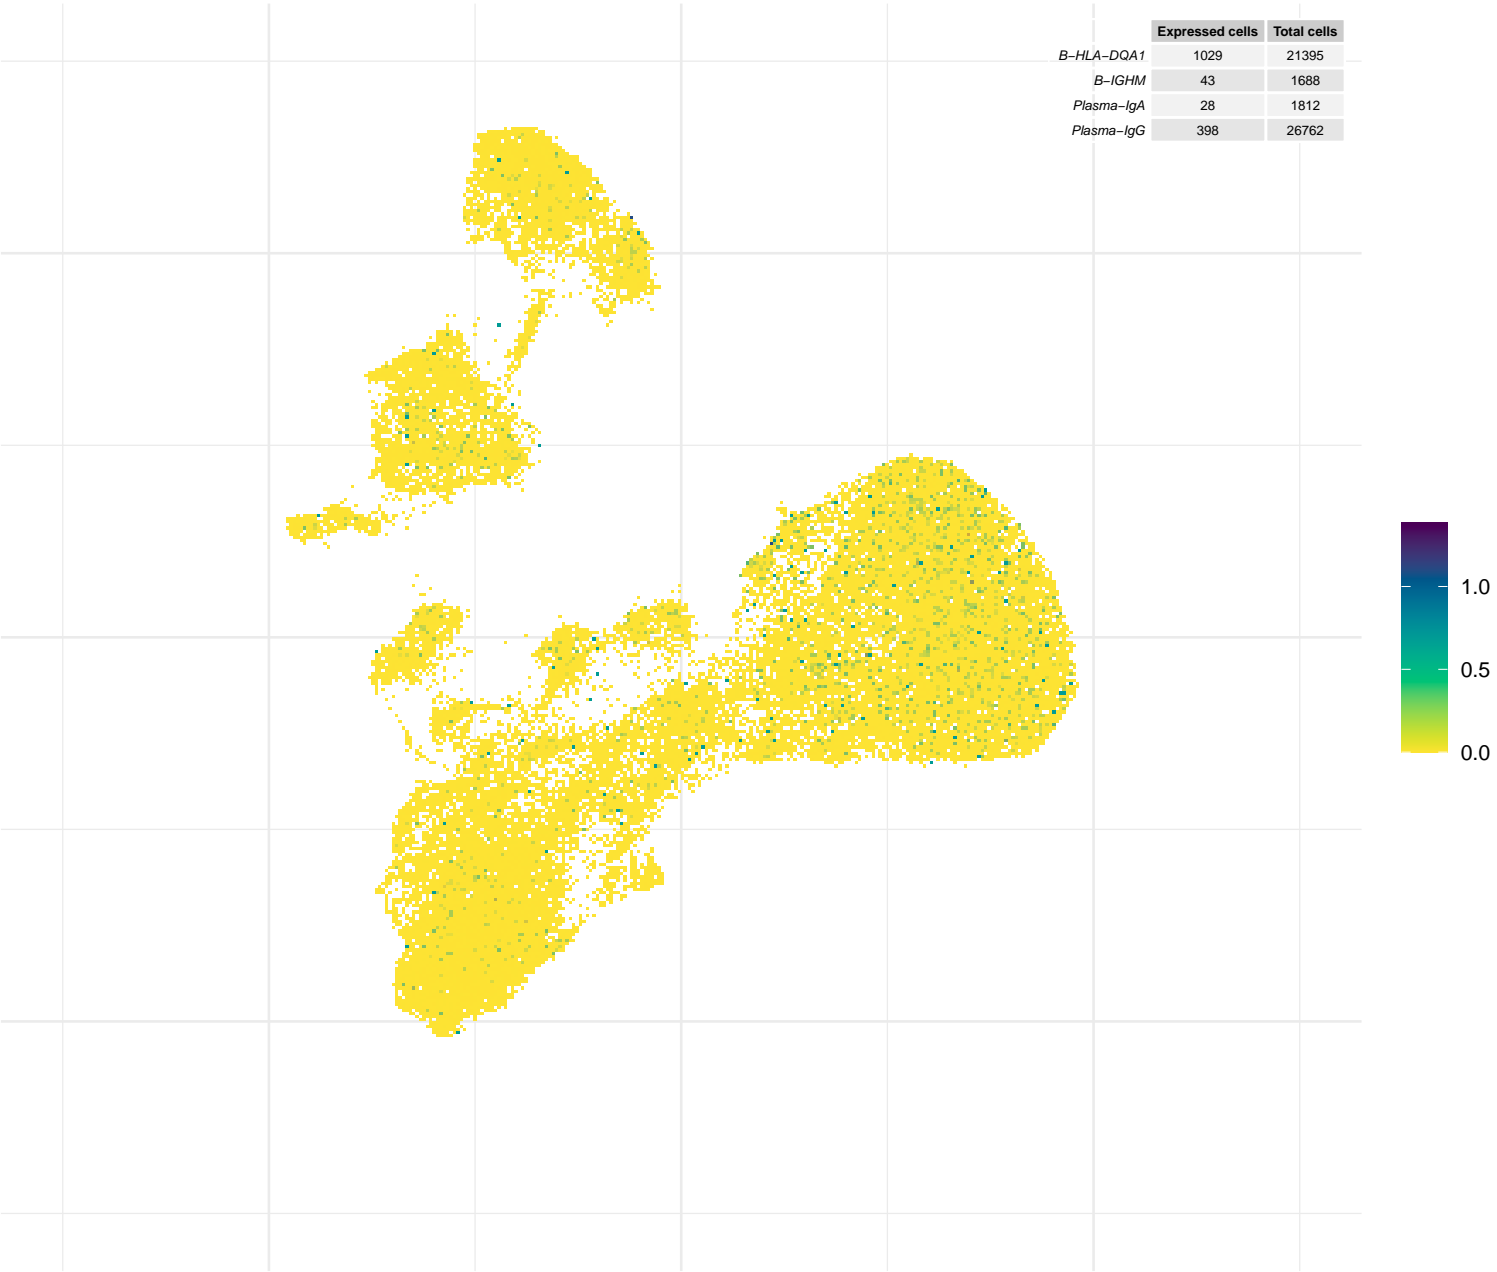 Expressed cells Total cells
B−HLA−DQA1 1029 21395
B−IGHM 43 1688
Plasma−IgA 28 1812
Plasma−IgG 398 26762
1.0
0.5
0.0